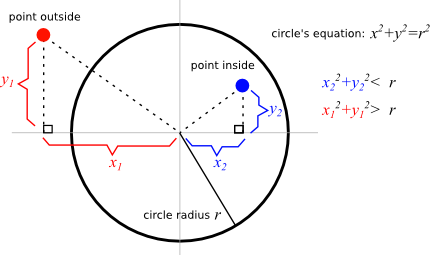 point outside
circle's equation: x²+y²=r²
point inside
y₁
x₂²+y₂²< r
x₁²+y₁²> r
y₂
x₁
x₂
circle radius r